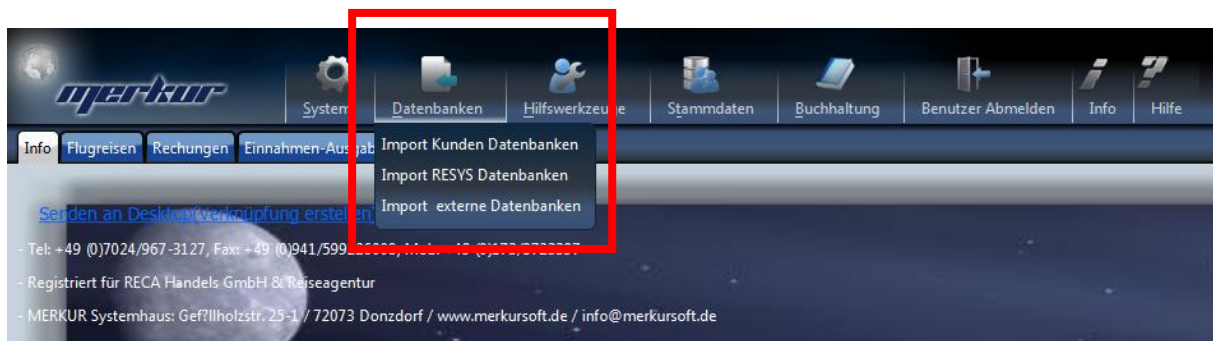 merkur
System Datenbanken Hilfswerkzeuge Stammdaten Buchhaltung Benutzer Abmelden Info Hilfe
Info Flugreisen Rechungen Einnahmen-Ausgab
Import Kunden Datenbanken
Import RESYS Datenbanken
Import externe Datenbanken
Senden an Desktop(Verknüpfung erstellen)
- Tel: +49 (0)7024/967-3127, Fax: +49 (0)941/599
- Registriert für RECA Handels GmbH & Reiseagentur
- MERKUR Systemhaus: Gef?llholzstr. 25-1 / 72073 Donzdorf / www.merkursoft.de / info@merkursoft.de